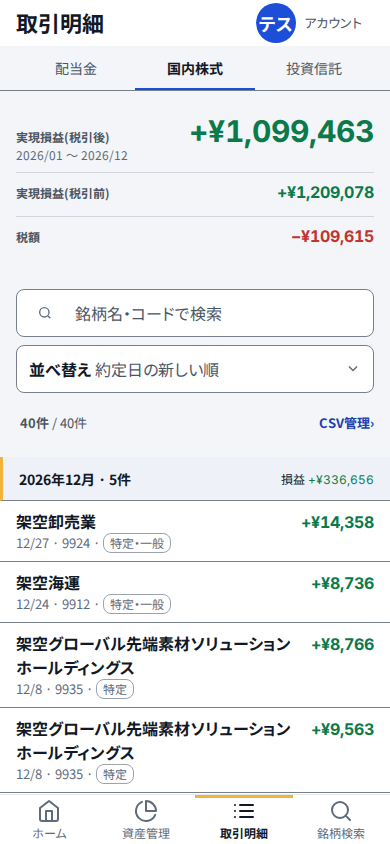 取引明細
テス アカウント
配当金 国内株式 投資信託
実現損益(税引後)
2026/01 〜 2026/12
+¥1,099,463
実現損益(税引前) +¥1,209,078
税額 −¥109,615
銘柄名・コードで検索
並べ替え 約定日の新しい順
40件 / 40件 CSV管理›
2026年12月・5件 損益 +¥336,656
架空卸売業 +¥14,358
12/27・9924・ 特定・一般
架空海運 +¥8,736
12/24・9912・ 特定・一般
架空グローバル先端素材ソリューション +¥8,766
ホールディングス
12/8・9935・ 特定
架空グローバル先端素材ソリューション +¥9,563
ホールディングス
12/8・9935・ 特定
ホーム 資産管理 取引明細 銘柄検索